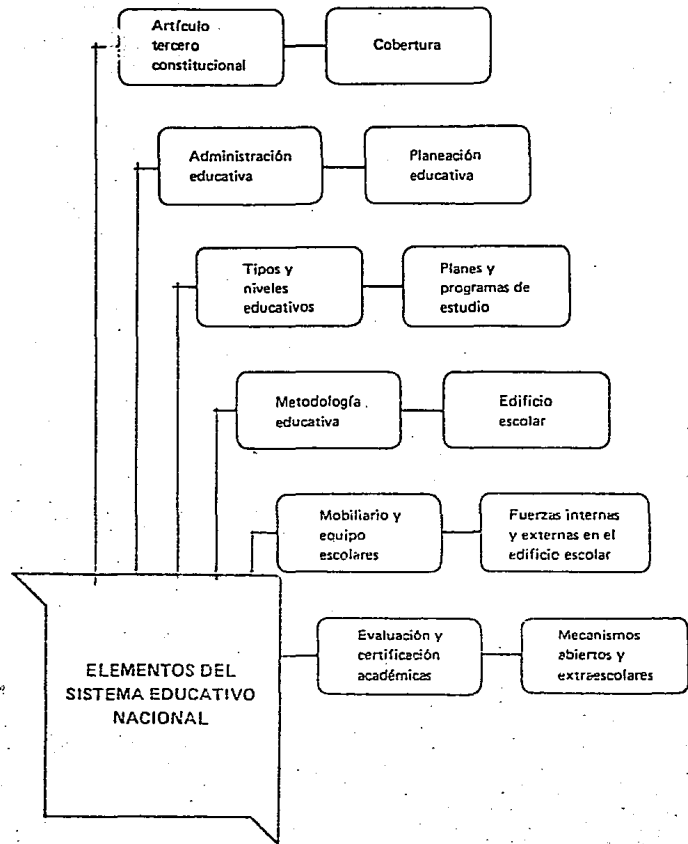 Artículo
tercero
constitucional
Cobertura
Administración
educativa
Planeación
educativa
Tipos y
niveles
educativos
Planes y
programas de
estudio
Metodología
educativa
Edificio
escolar
Mobiliario y
equipo
escolares
Fuerzas internas
y externas en el
edificio escolar
Evaluación y
certificación
académicas
Mecanismos
abiertos y
extraescolares
ELEMENTOS DEL
SISTEMA EDUCATIVO
NACIONAL